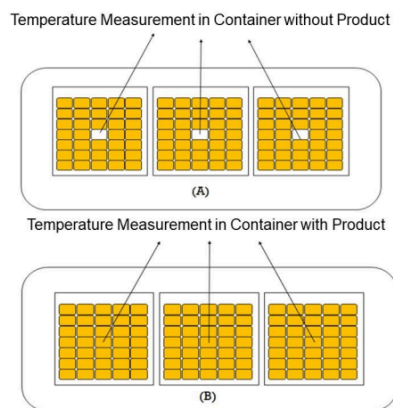 Temperature Measurement in Container without Product
(A)
Temperature Measurement in Container with Product
(B)